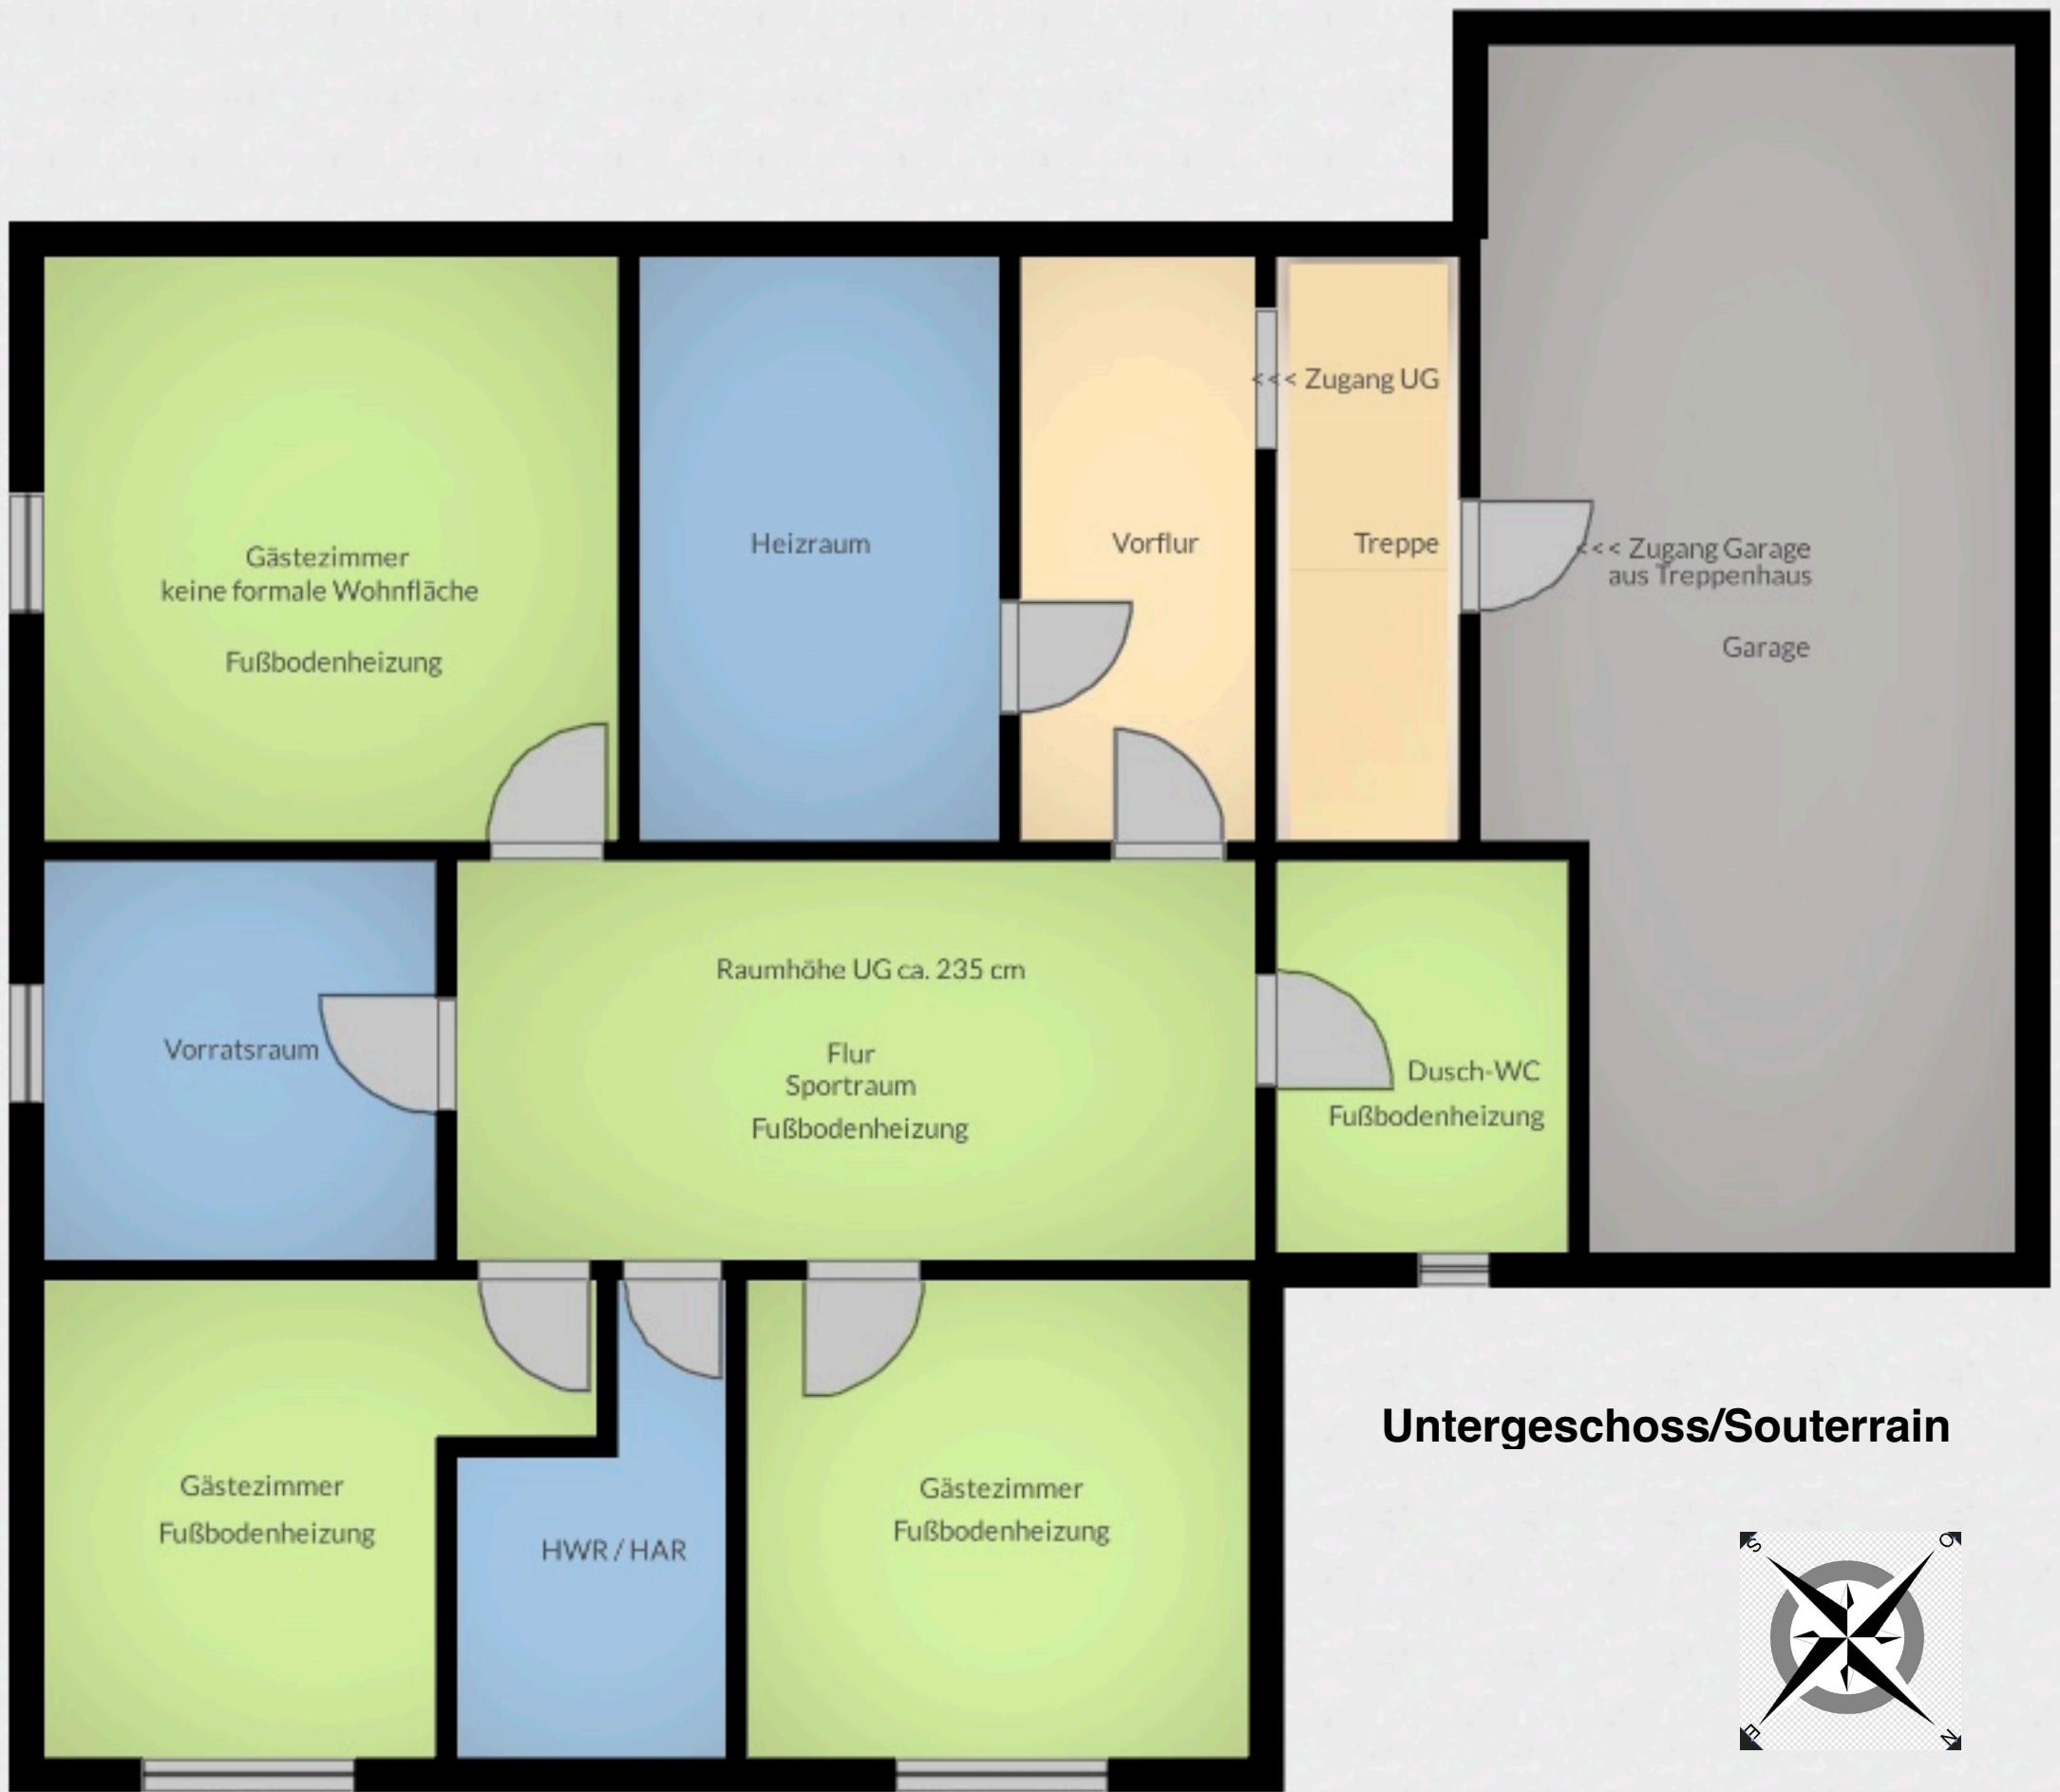 <<< Zugang UG
Gästezimmer
keine formale Wohnfläche
Fußbodenheizung
Heizraum
Vorflur
Treppe
<<< Zugang Garage
aus Treppenhaus
Garage
Raumhöhe UG ca. 235 cm
Vorratsraum
Flur
Sportraum
Fußbodenheizung
Dusch-WC
Fußbodenheizung
Gästezimmer
Fußbodenheizung
HWR / HAR
Gästezimmer
Fußbodenheizung
Untergeschoss/Souterrain
S
O
N